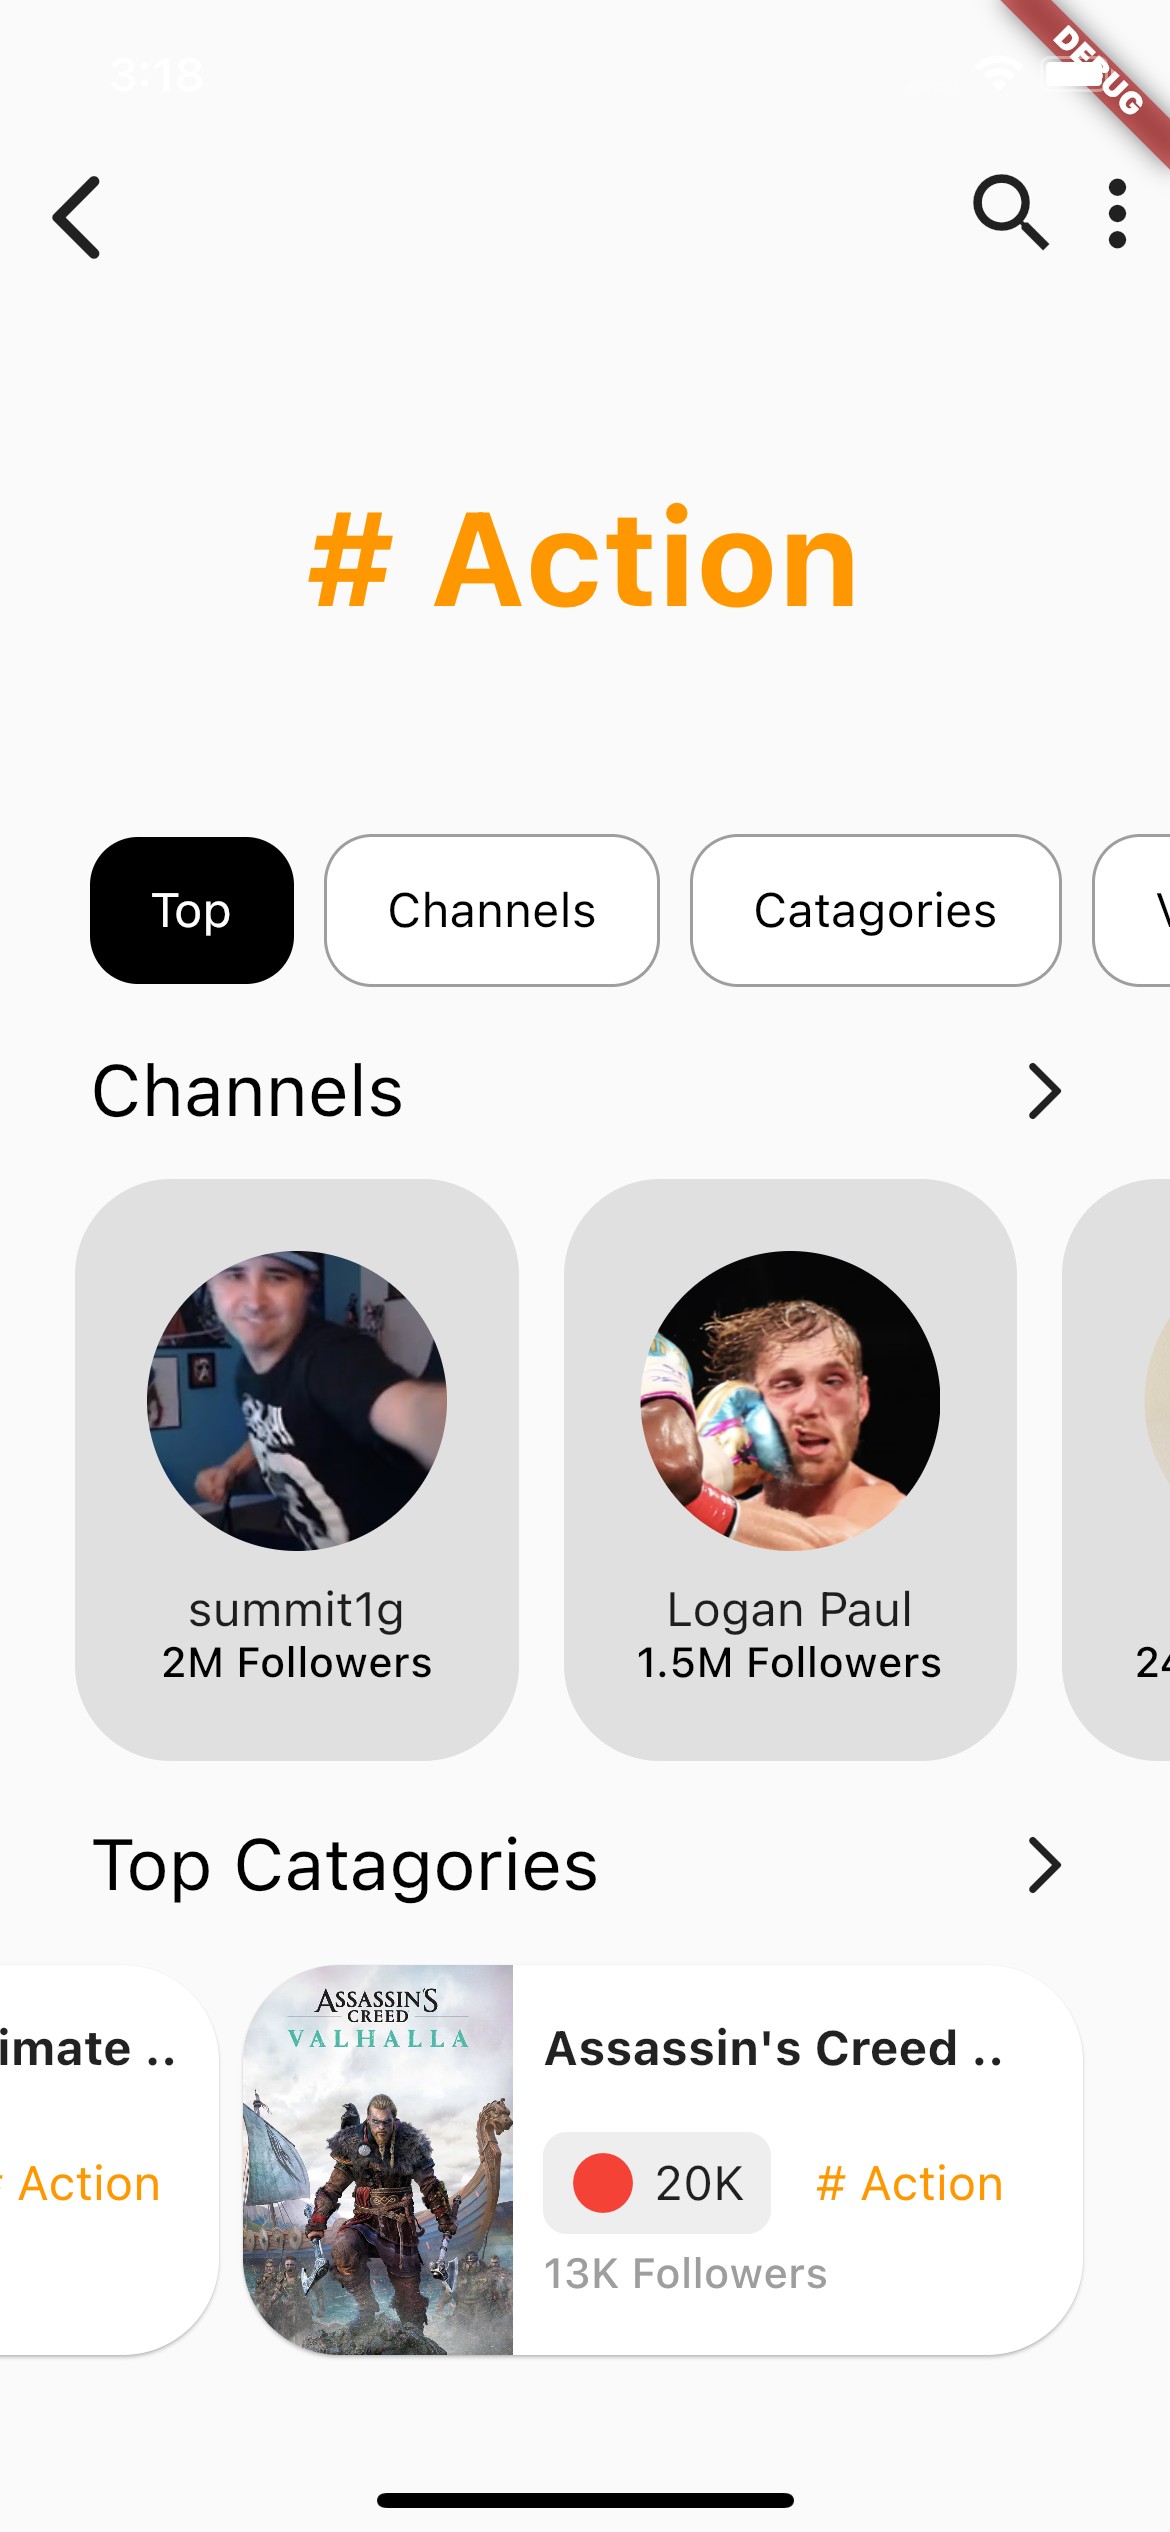 3:18
DEBUG
# Action
Top
Channels
Catagories
Channels
summit1g
2M Followers
Logan Paul
1.5M Followers
Top Catagories
imate ..
Action
ASSASSIN'S
CREED
VALHALLA
Assassin's Creed ..
20K
# Action
13K Followers